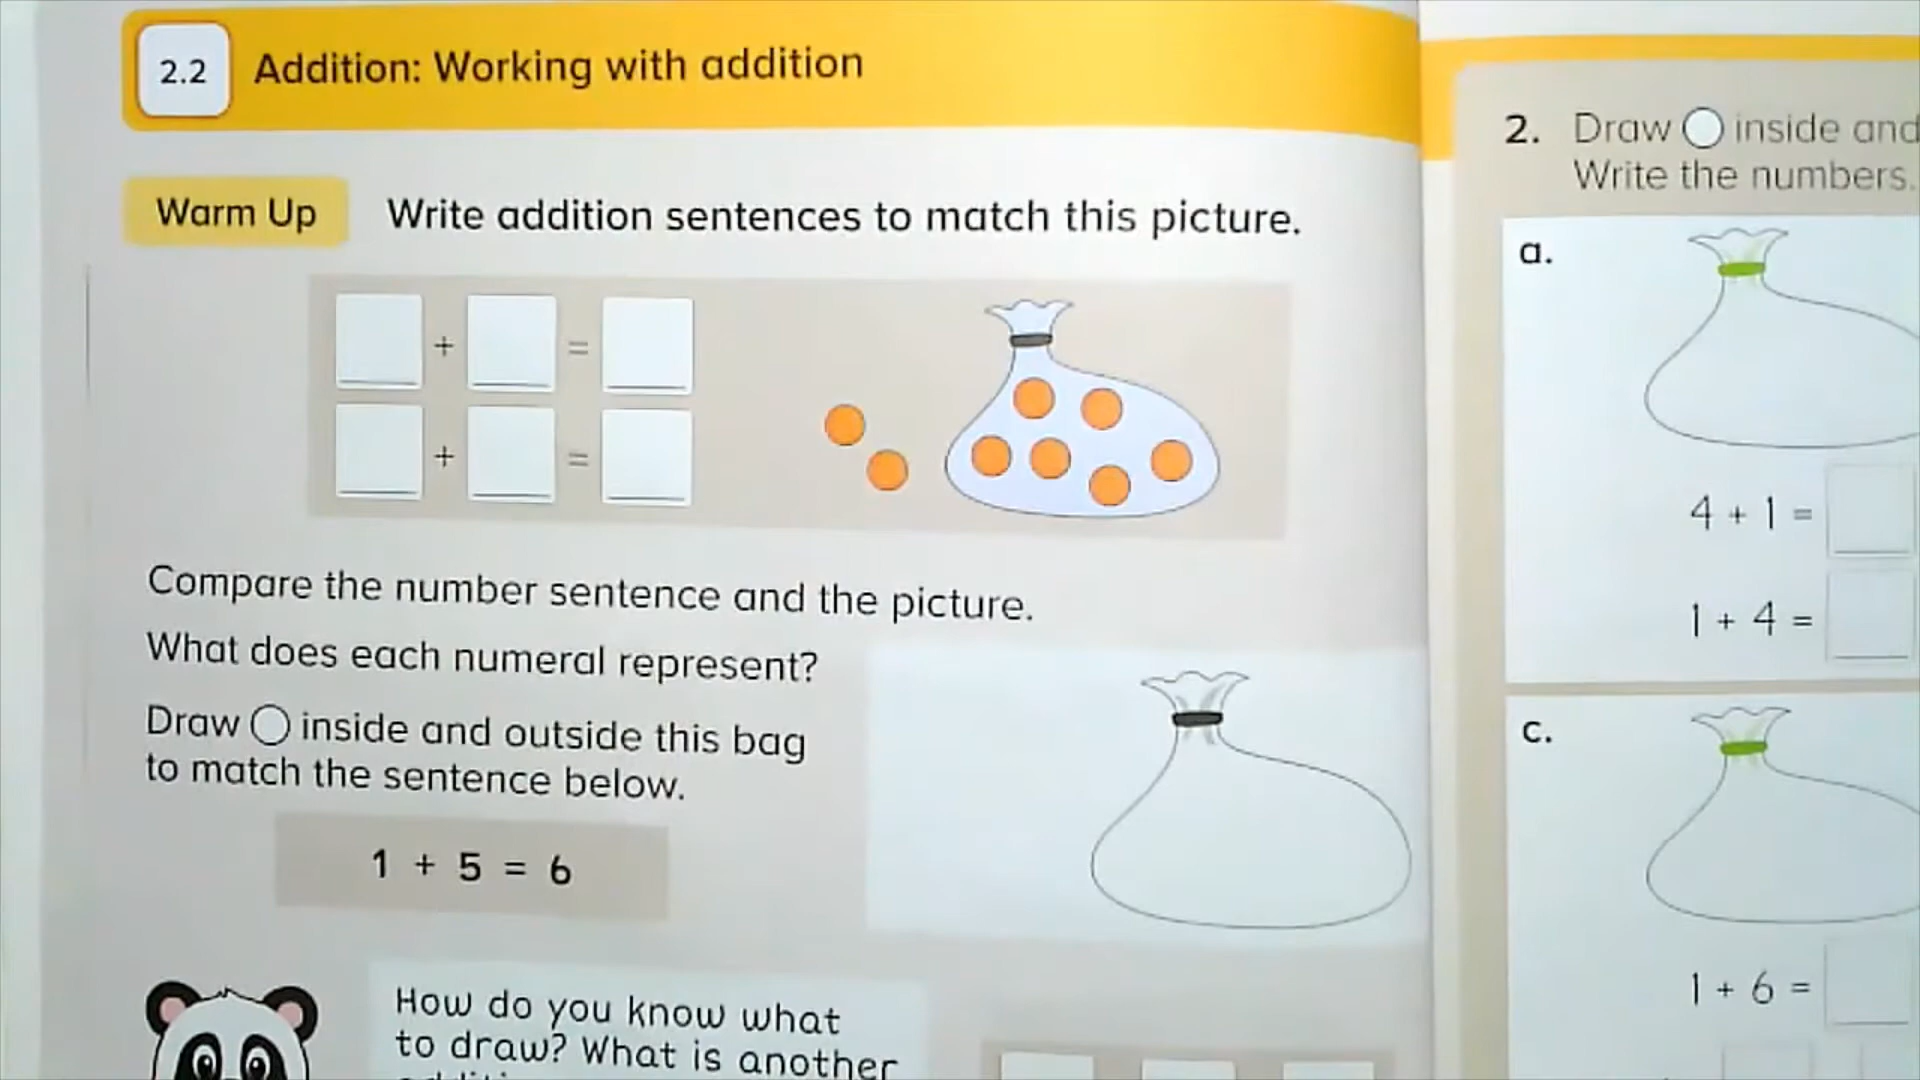 2.2 Addition: Working with addition
Warm Up Write addition sentences to match this picture.
+ =
+ =
Compare the number sentence and the picture.
What does each numeral represent?
Draw inside and outside this bag
to match the sentence below.
1 + 5 = 6
How do you know what
to draw? What is another
2. Draw inside and
Write the numbers.
a.
4 + 1 =
1 + 4 =
c.
1 + 6 =